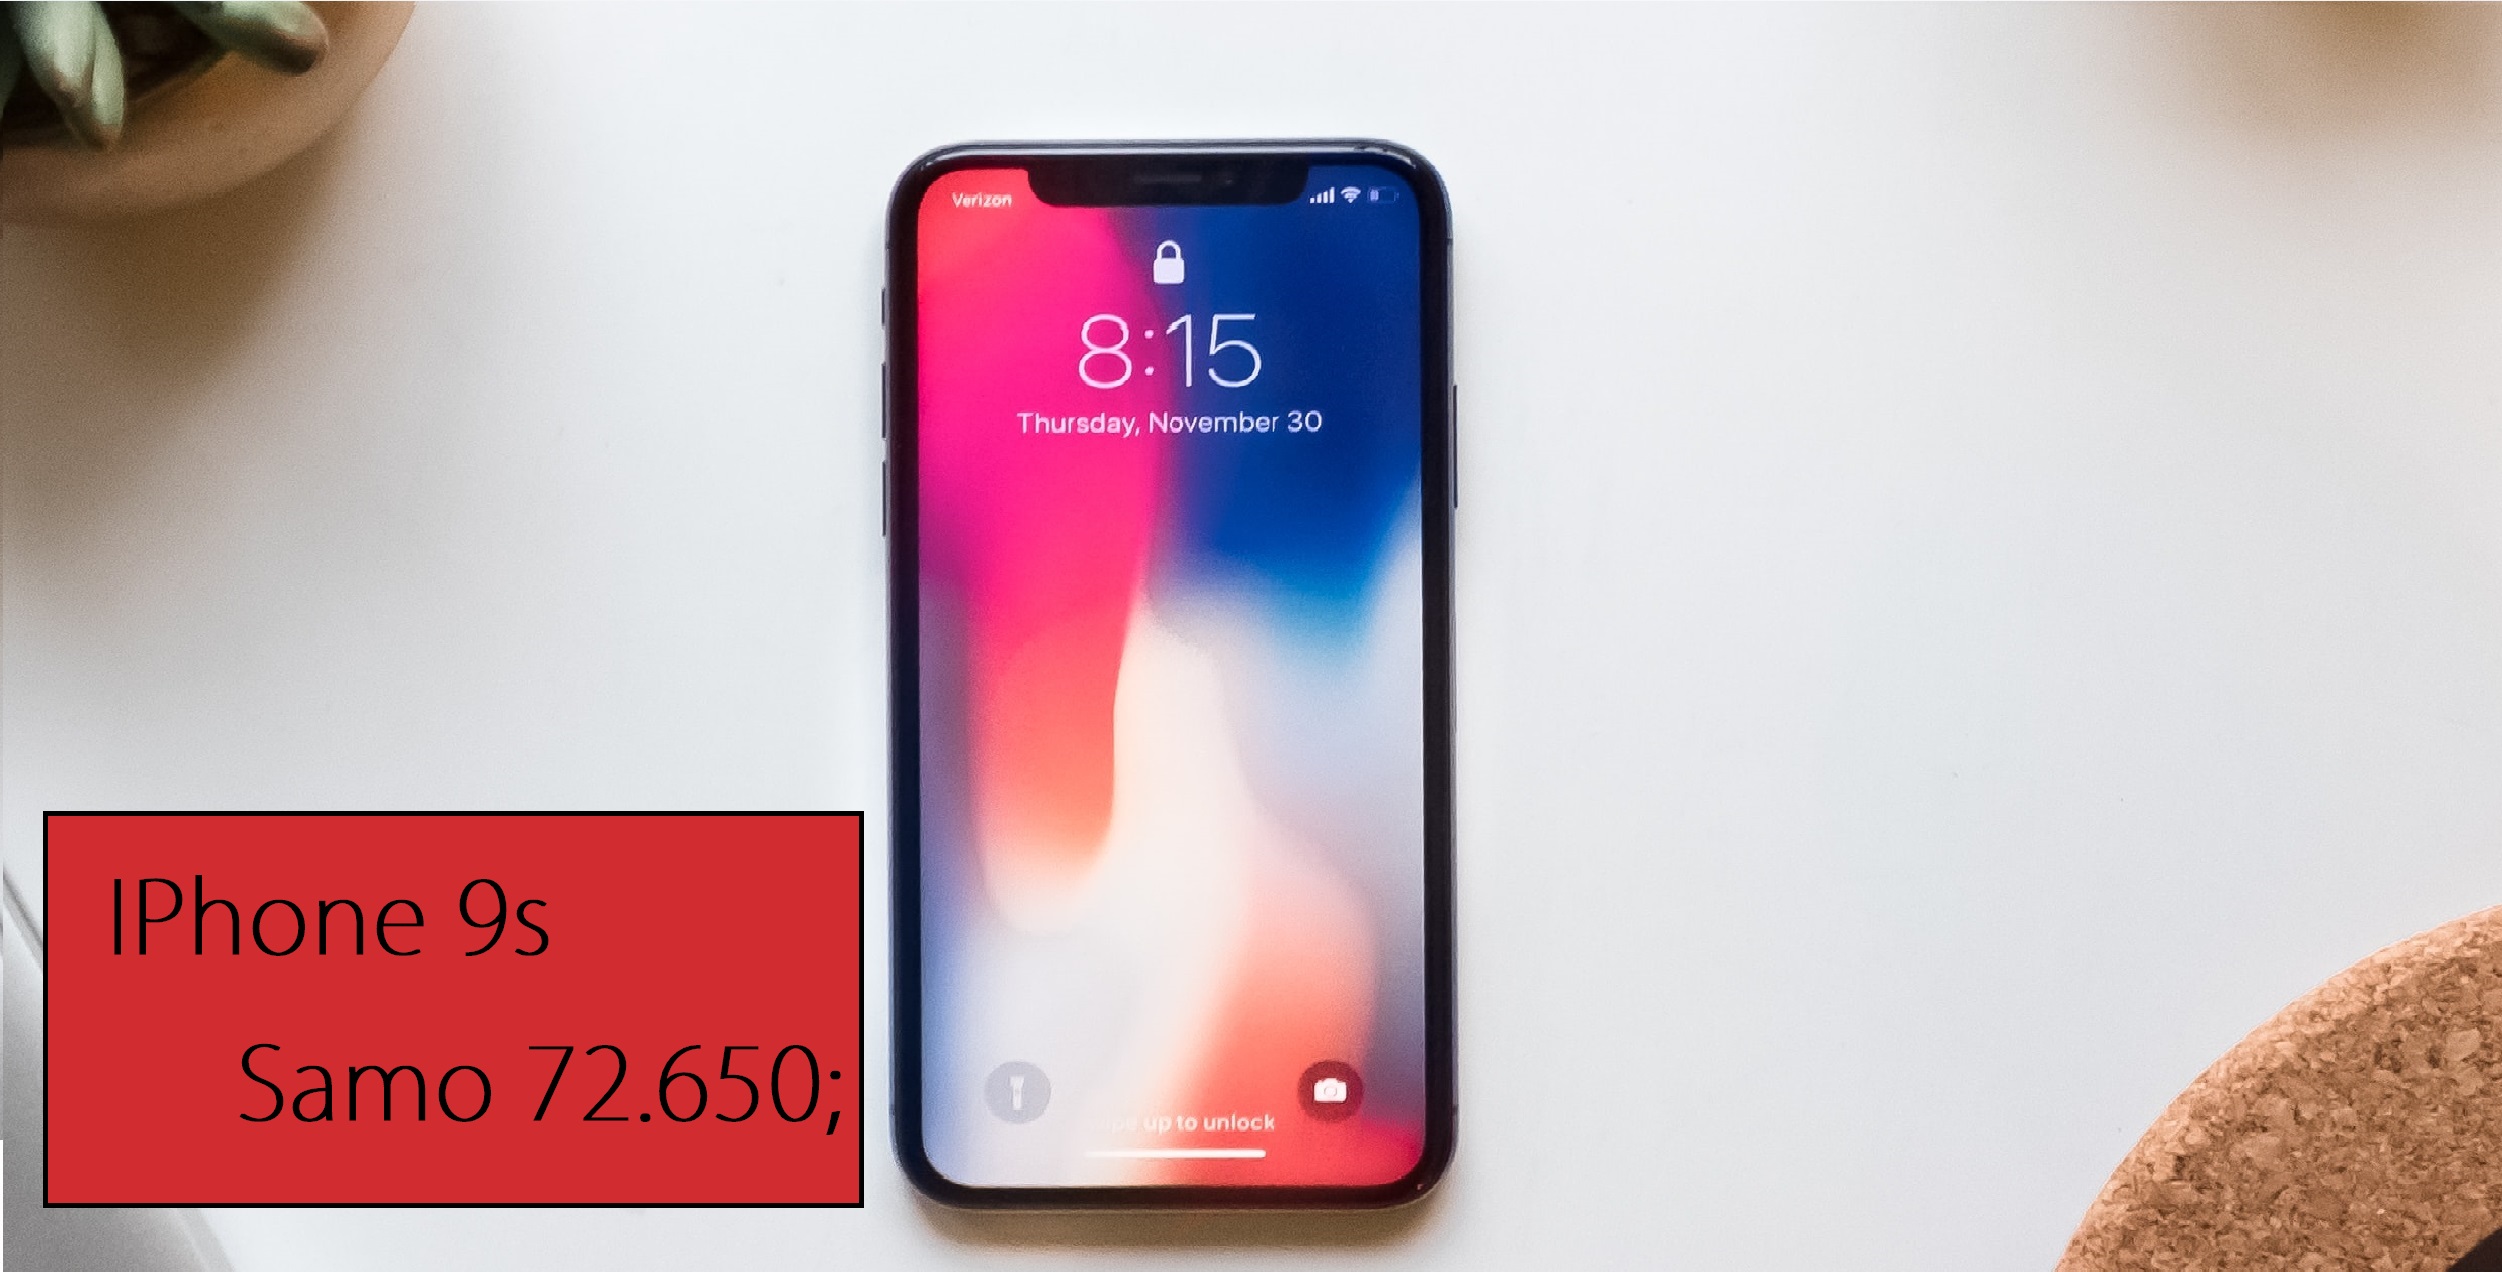 Verizon
8:15
Thursday, November 30
up to unlock
IPhone 9s
Samo 72.650;